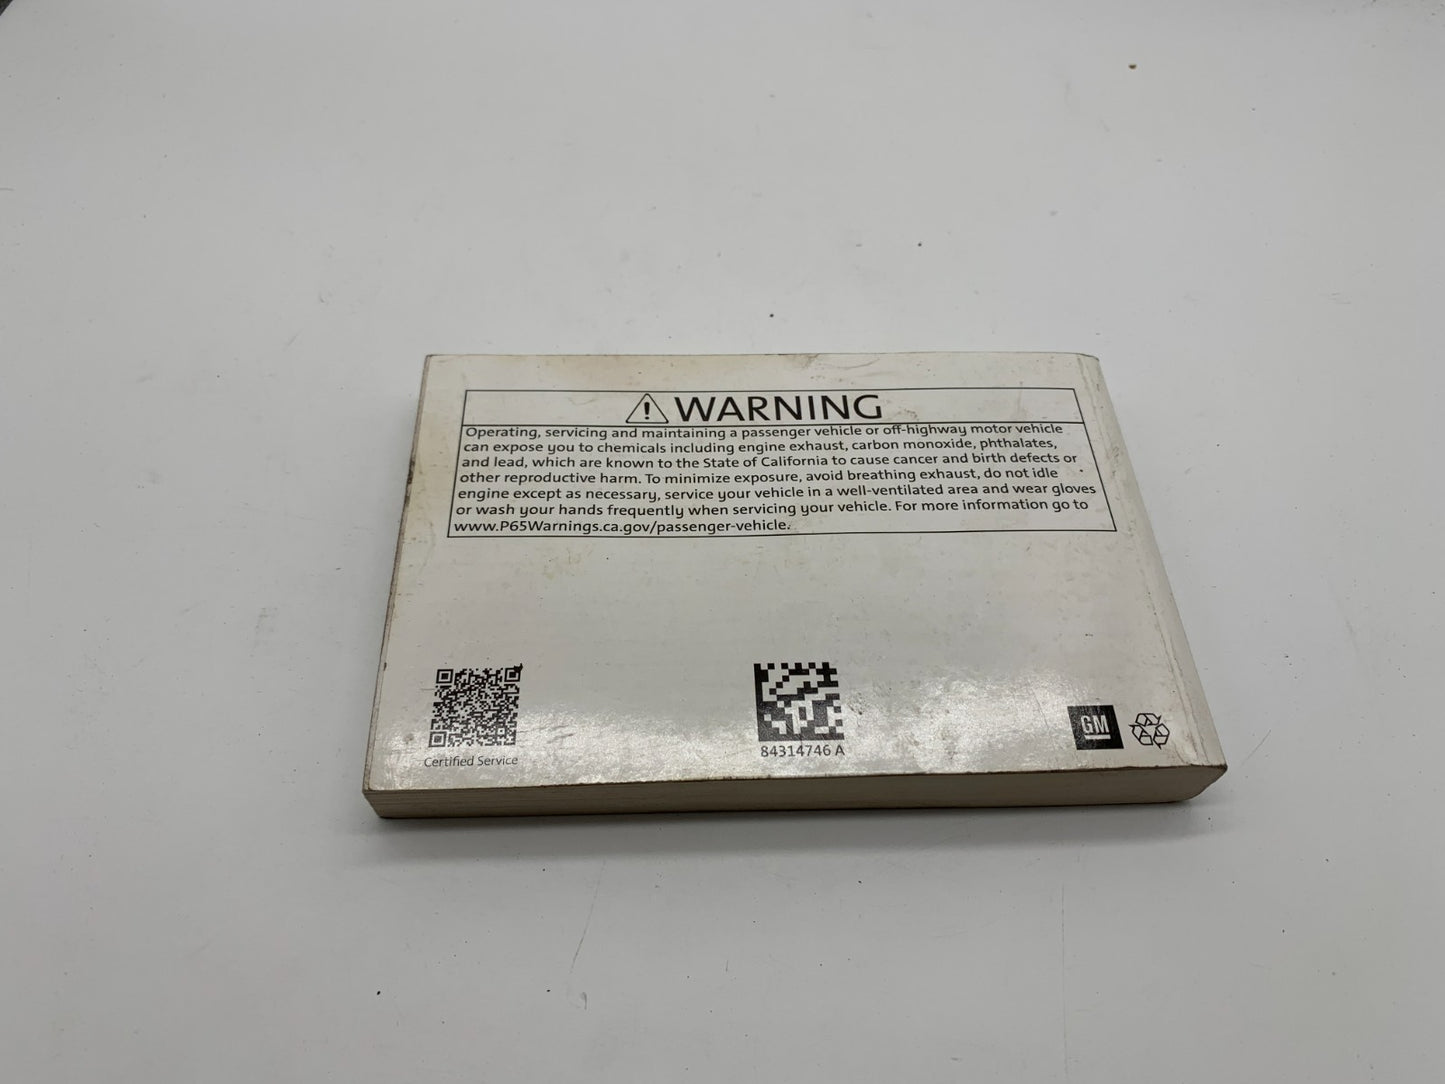 WARNING
Operating, servicing and maintaining a passenger vehicle or off-highway motor vehicle
can expose you to chemicals including engine exhaust, carbon monoxide, phthalates,
and lead, which are known to the State of California to cause cancer and birth defects or
other reproductive harm. To minimize exposure, avoid breathing exhaust, do not idle
engine except as necessary, service your vehicle in a well-ventilated area and wear gloves
or wash your hands frequently when servicing your vehicle. For more information go to
www.P65Warnings.ca.gov/passenger-vehicle.
Certified Service
84314746 A
GM